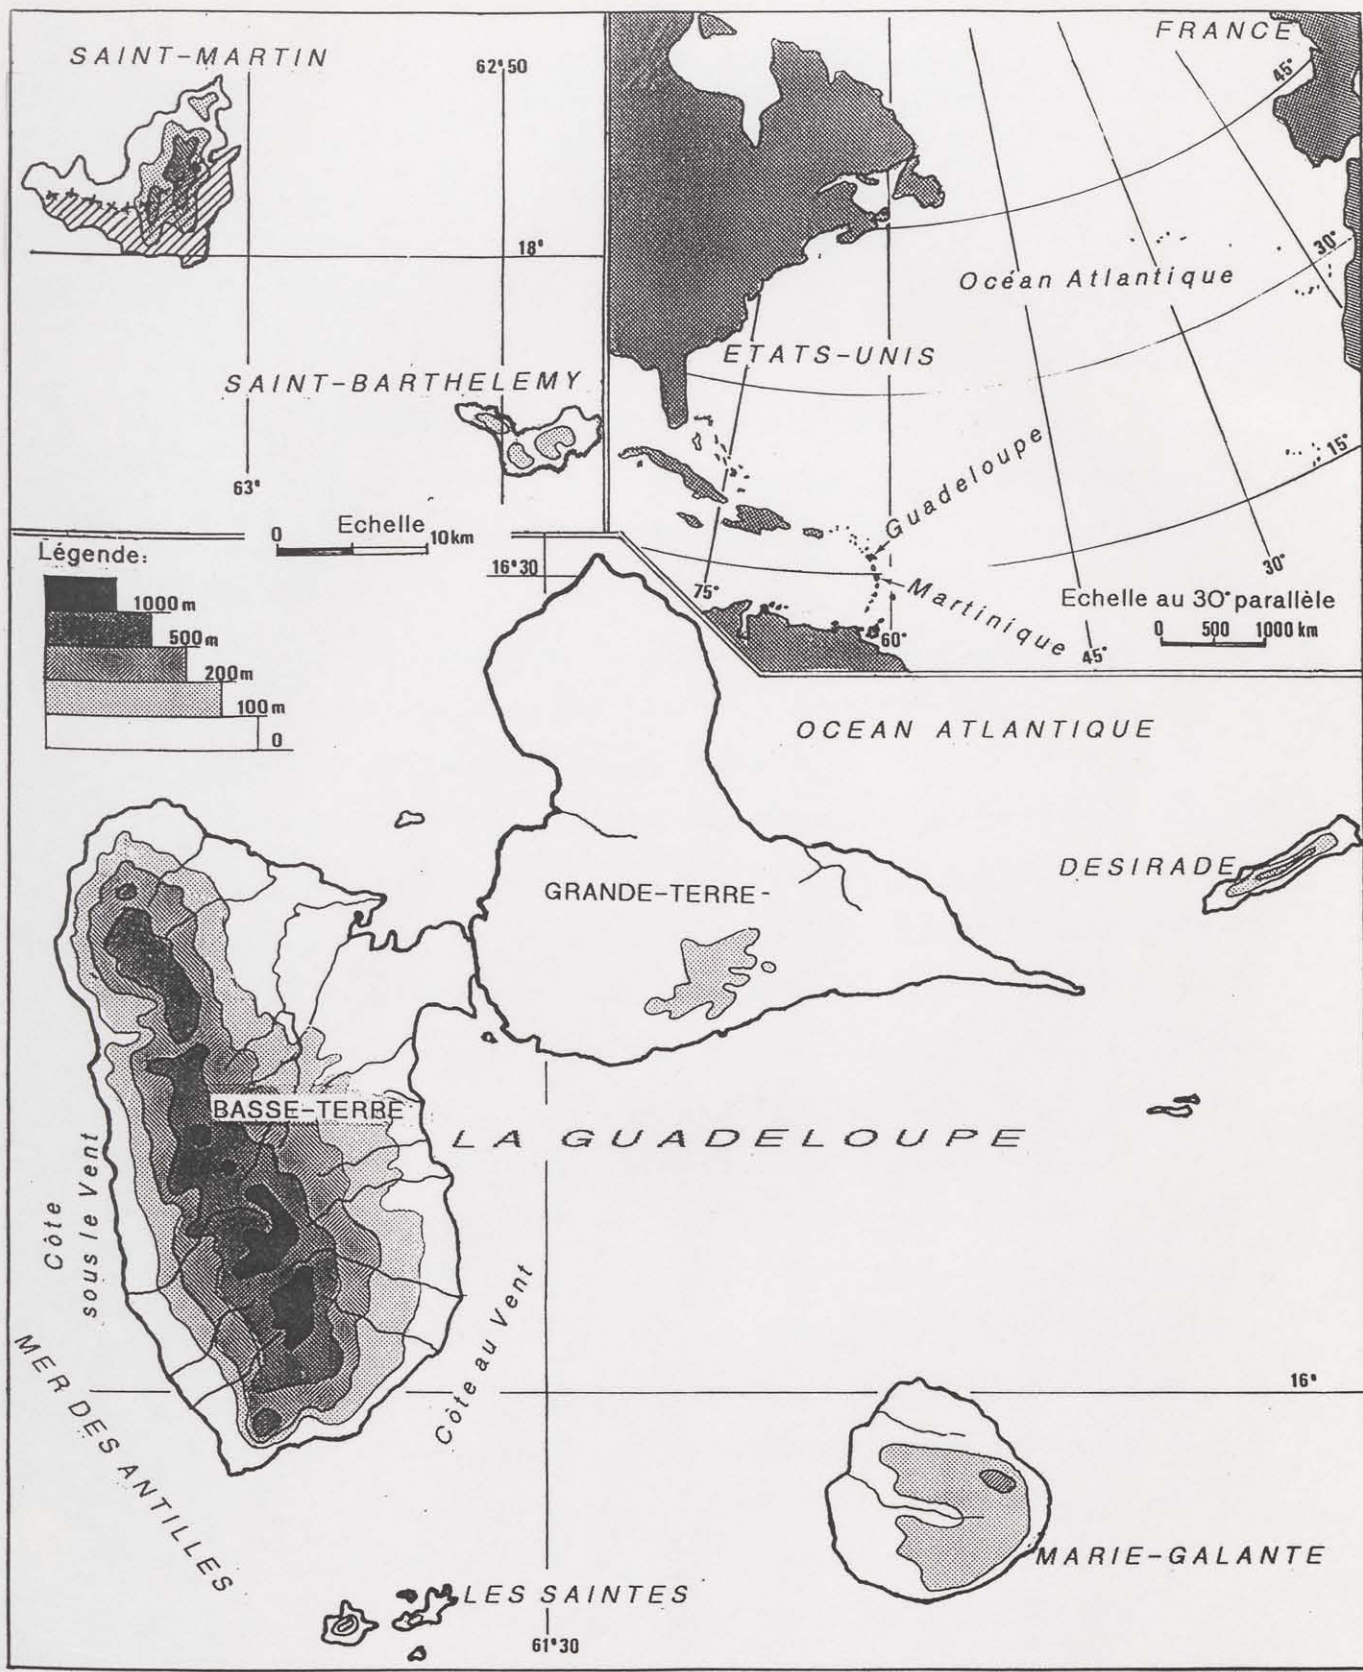 SAINT-MARTIN
62°50
18°
SAINT-BARTHELEMY
63°
0 Echelle 10km
FRANCE
45°
30°
Océan Atlantique
ETATS-UNIS
15°
Guadeloupe
Martinique
75°
60°
45°
30°
Echelle au 30° parallèle
0 500 1000 km
Légende:
1000m
500m
200m
100m
0
16°30
OCEAN ATLANTIQUE
DESIRADE
GRANDE-TERRE-
BASSE-TERRE
LA GUADELOUPE
Côte
sous le Vent
Côte au Vent
MER DES ANTILLES
16°
MARIE-GALANTE
LES SAINTES
61°30